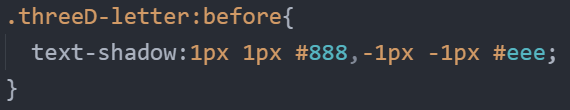 .threeD-letter:before{
text-shadow:1px 1px #888,-1px -1px #eee;
}